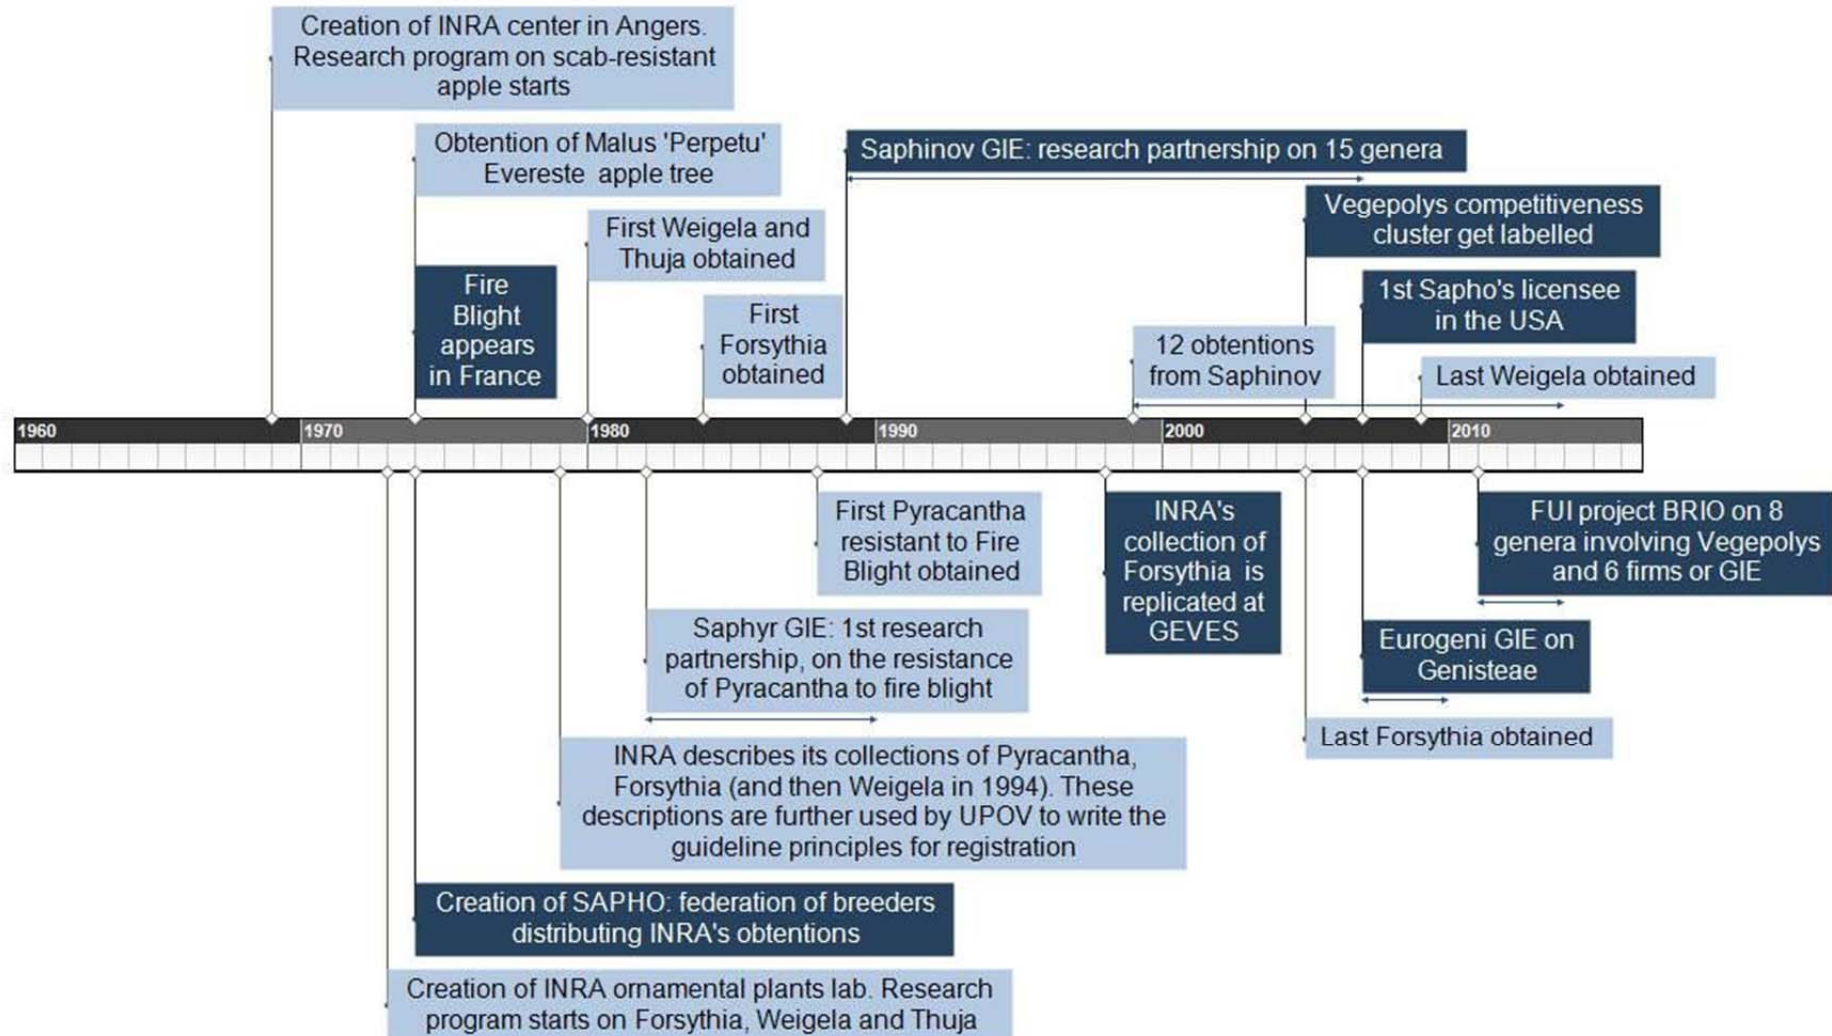 Creation of INRA center in Angers.
Research program on scab-resistant
apple starts
Obtention of Malus 'Perpetu'
Evereste apple tree
Fire
Blight
appears
in France
First Weigela and
Thuja obtained
First
Forsythia
obtained
Saphinov GIE: research partnership on 15 genera
Vegepolys competitiveness
cluster get labelled
1st Sapho's licensee
in the USA
12 obtentions
from Saphinov
Last Weigela obtained
1960 1970 1980 1990 2000 2010
First Pyracantha
resistant to Fire
Blight obtained
INRA's
collection of
Forsythia is
replicated at
GEVES
FUI project BRIO on 8
genera involving Vegepolys
and 6 firms or GIE
Saphyr GIE: 1st research
partnership, on the resistance
of Pyracantha to fire blight
Eurogeni GIE on
Genisteae
Last Forsythia obtained
INRA describes its collections of Pyracantha,
Forsythia (and then Weigela in 1994). These
descriptions are further used by UPOV to write the
guideline principles for registration
Creation of SAPHO: federation of breeders
distributing INRA's obtentions
Creation of INRA ornamental plants lab. Research
program starts on Forsythia, Weigela and Thuja